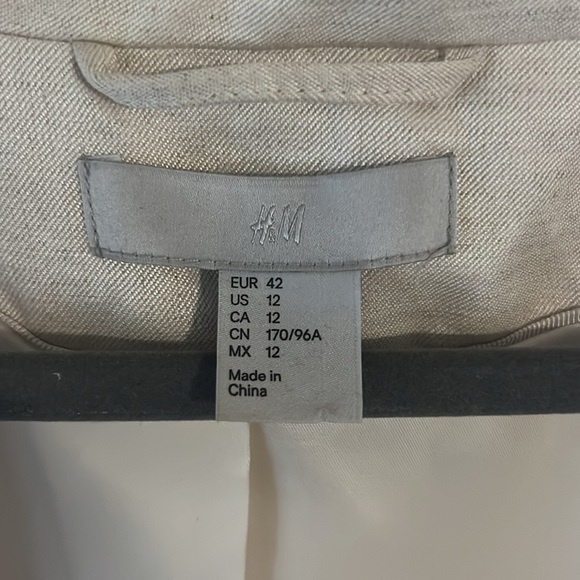 H&M
EUR 42
US 12
CA 12
CN 170/96A
MX 12
Made in
China